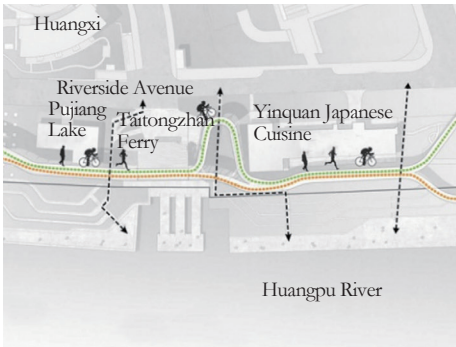 Huangxi
Riverside Avenue
Pujiang
Lake
Taitongzhan
Ferry
Yinquan Japanese
Cuisine
Huangpu River